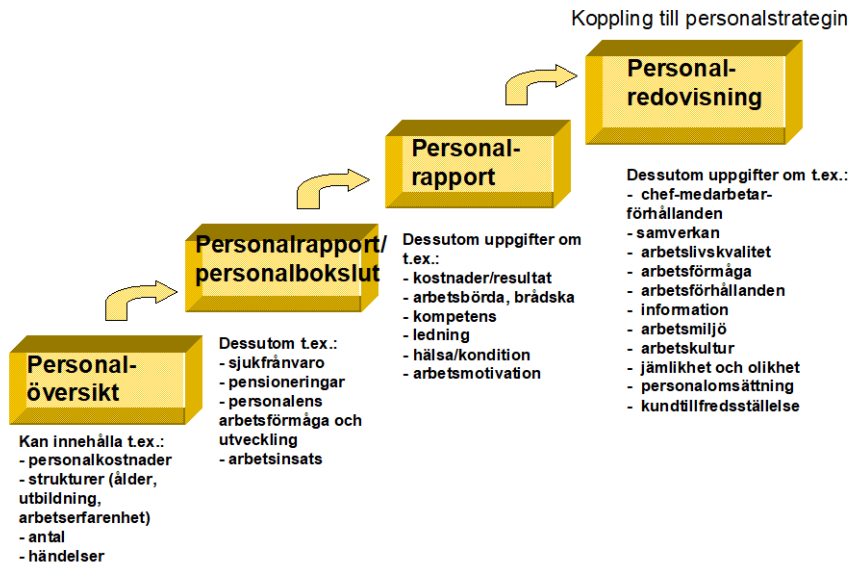 Koppling till personalstrategin
Personal-
redovisning
Dessutom uppgifter om t.ex.:
- chef-medarbetar-
förhållanden
- samverkan
- arbetslivskvalitet
- arbetsförmåga
- arbetsförhållanden
- information
- arbetsmiljö
- arbetskultur
- jämlikhet och olikhet
- personalomsättning
- kundtillfredsställelse
Personal-
rapport
Dessutom uppgifter om
t.ex.:
- kostnader/resultat
- arbetsbörda, brådska
- kompetens
- ledning
- hälsa/kondition
- arbetsmotivation
Personalrapport/
personalbokslut
Dessutom t.ex.:
- sjukfrånvaro
- pensioneringar
- personalens
arbetsförmåga och
utveckling
- arbetsinsats
Personal-
översikt
Kan innehålla t.ex.:
- personalkostnader
- strukturer (ålder,
utbildning,
arbetserfarenhet)
- antal
- händelser